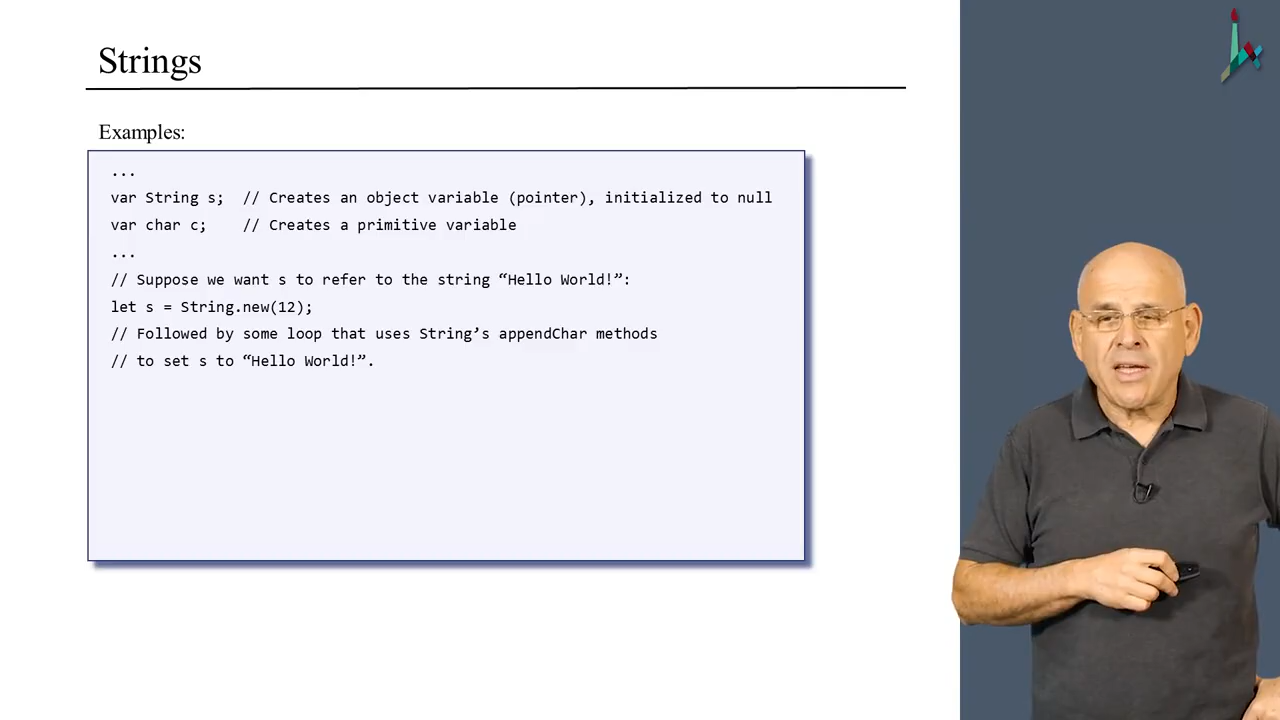 Strings
Examples:
...
var String s;  // Creates an object variable (pointer), initialized to null
var char c;    // Creates a primitive variable
...
// Suppose we want s to refer to the string “Hello World!”:
let s = String.new(12);
// Followed by some loop that uses String’s appendChar methods
// to set s to “Hello World!”.